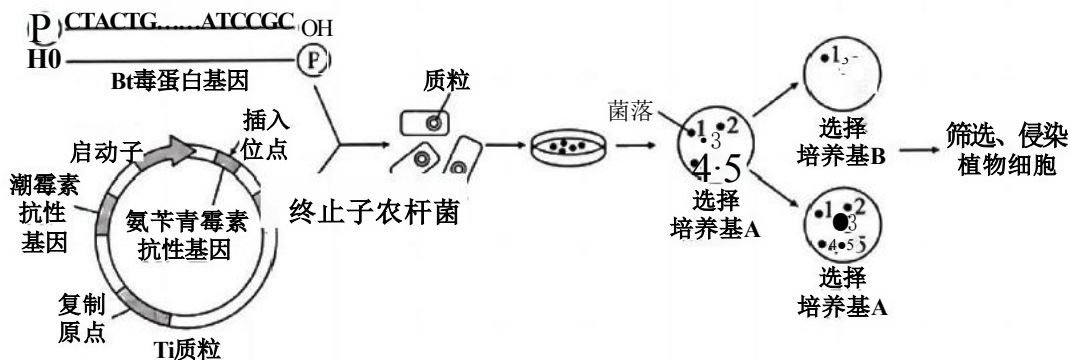 P CTACTG……ATCCGC OH
H0 P
Bt毒蛋白基因
插入
位点
启动子
潮霉素
抗性
基因
氨苄青霉素
抗性基因
复制
原点
Ti质粒
质粒
终止子农杆菌
菌落
1 2
3
4 5
选择
培养基A
1 3
选择
培养基B
1 2
3
4 5 5
选择
培养基A
筛选、侵染
植物细胞